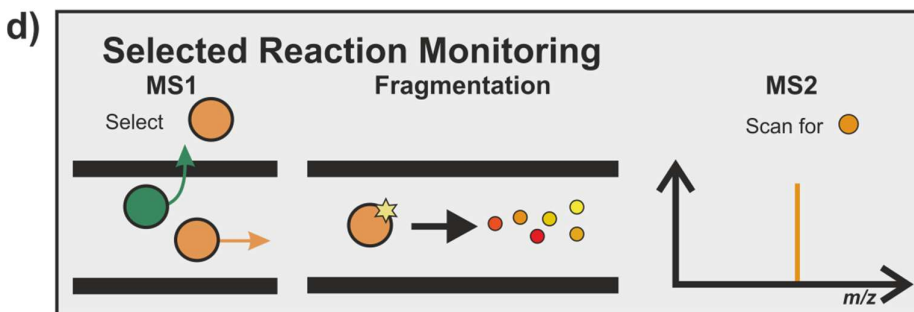 d)
Selected Reaction Monitoring
MS1
Fragmentation
MS2
Select
Scan for
m/z